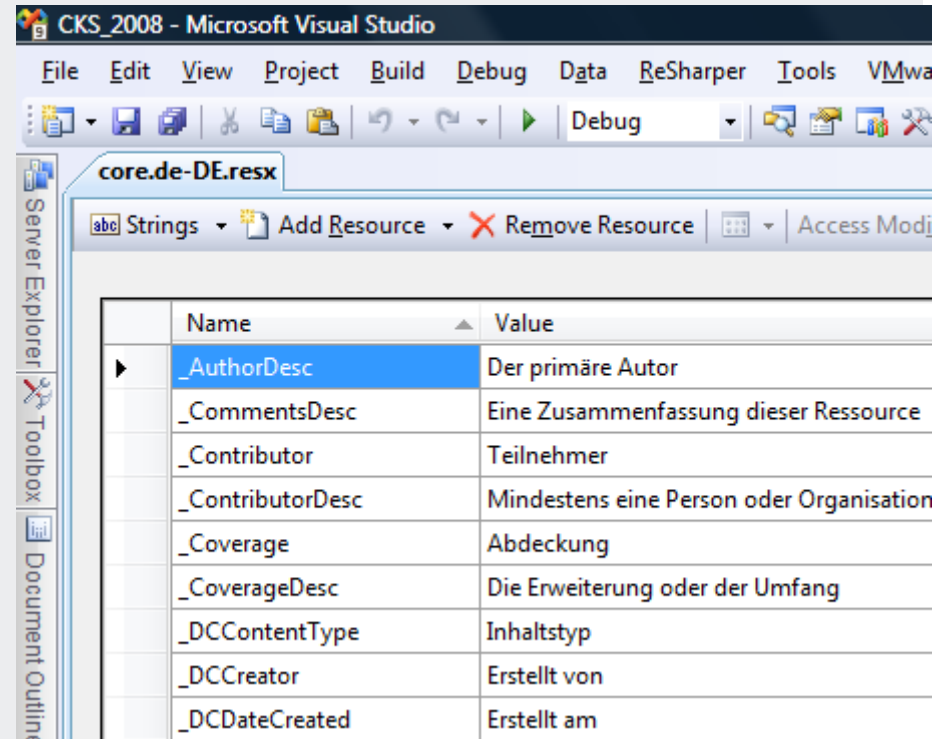 CKS_2008 - Microsoft Visual Studio
File Edit View Project Build Debug Data ReSharper Tools VMwa
Debug
core.de-DE.resx
Strings Add Resource Remove Resource Access Modi
Name Value
_AuthorDesc Der primäre Autor
_CommentsDesc Eine Zusammenfassung dieser Ressource
_Contributor Teilnehmer
_ContributorDesc Mindestens eine Person oder Organisation
_Coverage Abdeckung
_CoverageDesc Die Erweiterung oder der Umfang
_DCContentType Inhaltstyp
_DCCreator Erstellt von
_DCDateCreated Erstellt am
Server Explorer
Toolbox
Document Outline
abc
9